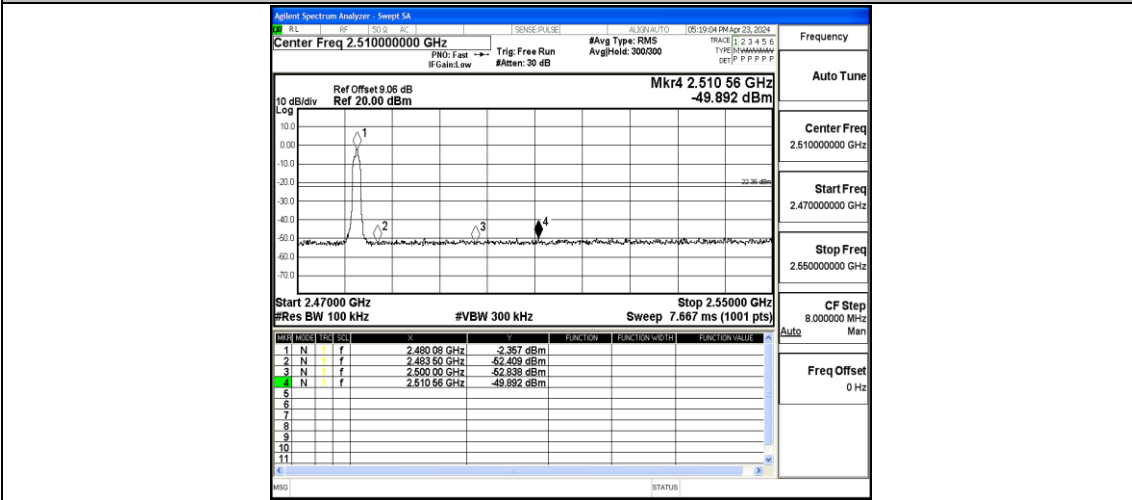 Agilent Spectrum Analyzer - Swept SA
RL RF 50 Ω AC SENSE:PULSE ALIGNAUTO 05:19:04 PM Apr 23, 2024
Center Freq 2.510000000 GHz
PNO: Fast
IFGain:Low
Trig: Free Run
#Atten: 30 dB
#Avg Type: RMS
Avg|Hold: 300/300
TRACE 1 2 3 4 5 6
TYPE MWWWWW
DET P P P P P P
Ref Offset 9.06 dB
Ref 20.00 dBm
10 dB/div
Log
Mkr4 2.510 56 GHz
-49.892 dBm
10.0
0.00
-10.0
-20.0
-30.0
-40.0
-50.0
-60.0
-70.0
1
2
3
4
22.36 dBm
Start 2.47000 GHz Stop 2.55000 GHz
#Res BW 100 kHz #VBW 300 kHz Sweep 7.667 ms (1001 pts)
MKR MODE TRC SCL X Y FUNCTION FUNCTION WIDTH FUNCTION VALUE
1 N 1 f 2.480 08 GHz -2.357 dBm
2 N 1 f 2.483 50 GHz -52.409 dBm
3 N 1 f 2.500 00 GHz -52.838 dBm
4 N 1 f 2.510 56 GHz -49.892 dBm
5
6
7
8
9
10
11
MSG STATUS
Frequency
Auto Tune
Center Freq
2.510000000 GHz
Start Freq
2.470000000 GHz
Stop Freq
2.550000000 GHz
CF Step
8.000000 MHz
Auto Man
Freq Offset
0 Hz